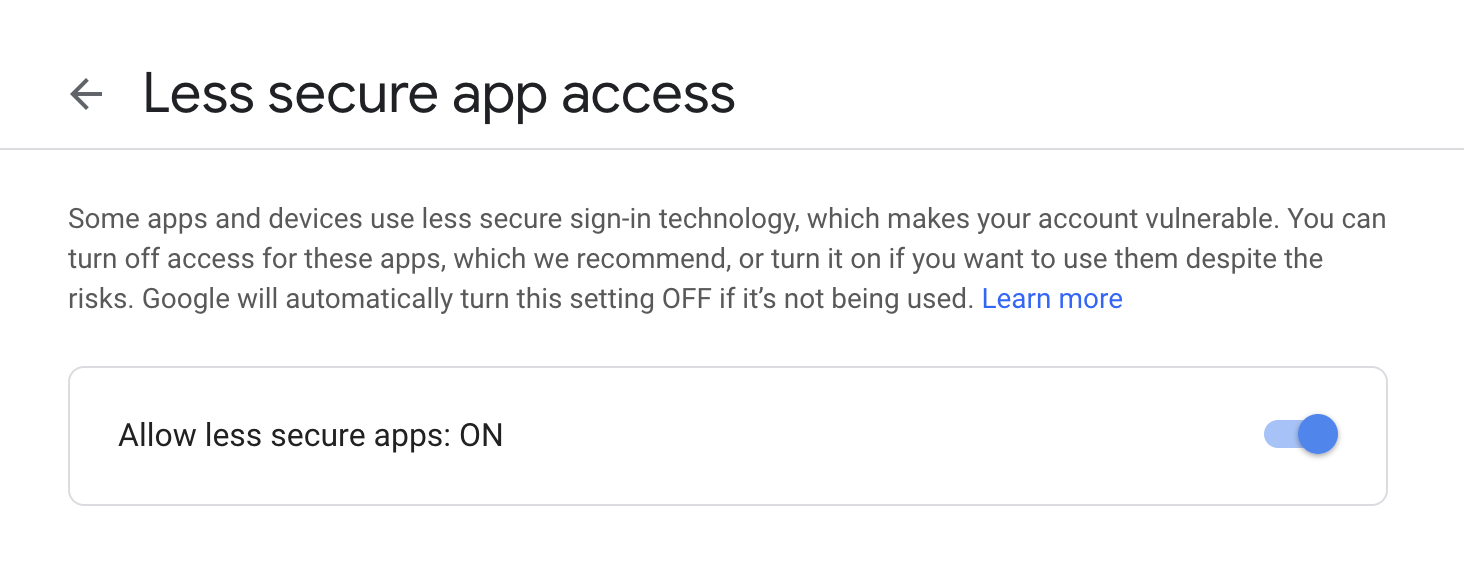 Less secure app access
Some apps and devices use less secure sign-in technology, which makes your account vulnerable. You can
turn off access for these apps, which we recommend, or turn it on if you want to use them despite the
risks. Google will automatically turn this setting OFF if it’s not being used. Learn more
Allow less secure apps: ON